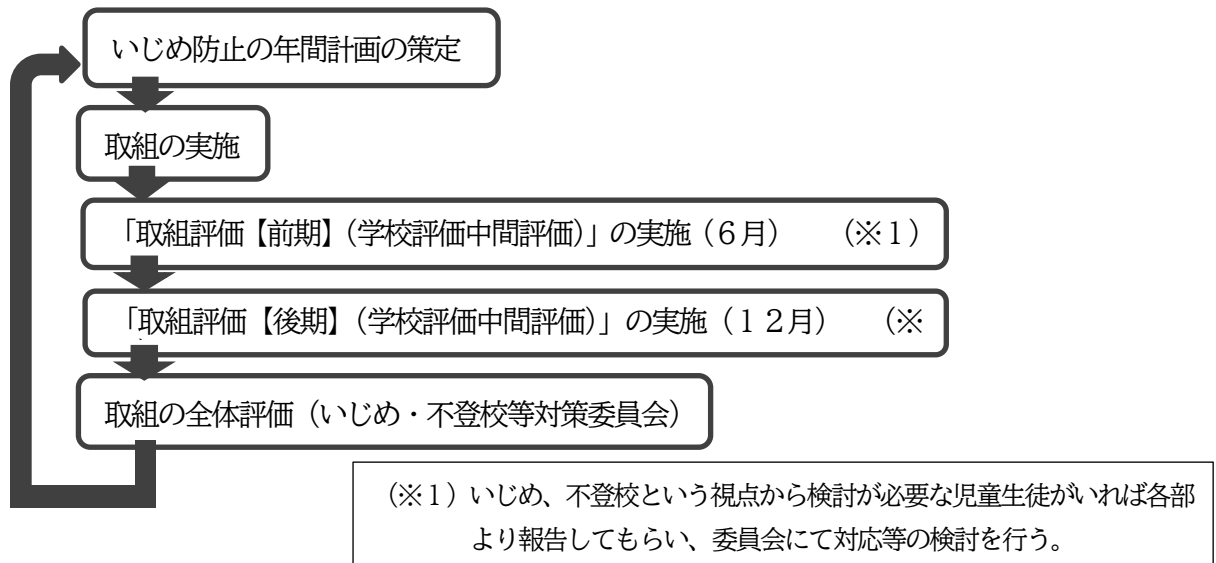 いじめ防止の年間計画の策定
取組の実施
「取組評価【前期】(学校評価中間評価)」の実施(6月) (※1)
「取組評価【後期】(学校評価中間評価)」の実施(12月) (※
取組の全体評価(いじめ・不登校等対策委員会)
(※1)いじめ、不登校という視点から検討が必要な児童生徒がいれば各部
より報告してもらい、委員会にて対応等の検討を行う。